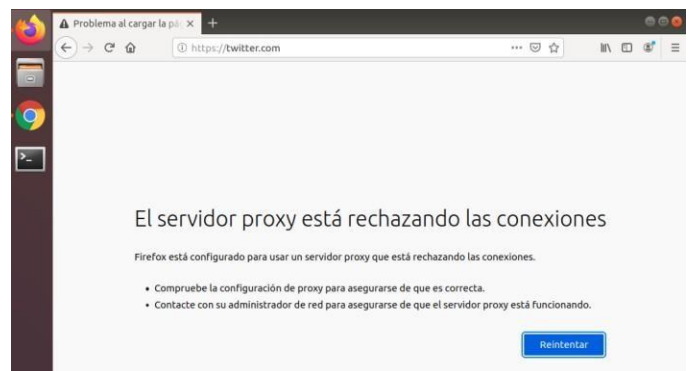 Problema al cargar la pá
https://twitter.com
El servidor proxy está rechazando las conexiones
Firefox está configurado para usar un servidor proxy que está rechazando las conexiones.
• Compruebe la configuración de proxy para asegurarse de que es correcta.
• Contacte con su administrador de red para asegurarse de que el servidor proxy está funcionando.
Reintentar